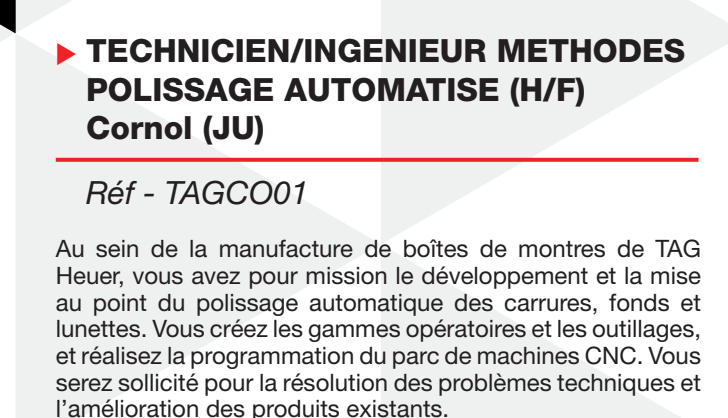 TECHNICIEN/INGENIEUR METHODES
POLISSAGE AUTOMATISE (H/F)
Cornol (JU)
Réf - TAGCO01
Au sein de la manufacture de boîtes de montres de TAG
Heuer, vous avez pour mission le développement et la mise
au point du polissage automatique des carrures, fonds et
lunettes. Vous créez les gammes opératoires et les outillages,
et réalisez la programmation du parc de machines CNC. Vous
serez sollicité pour la résolution des problèmes techniques et
l'amélioration des produits existants.